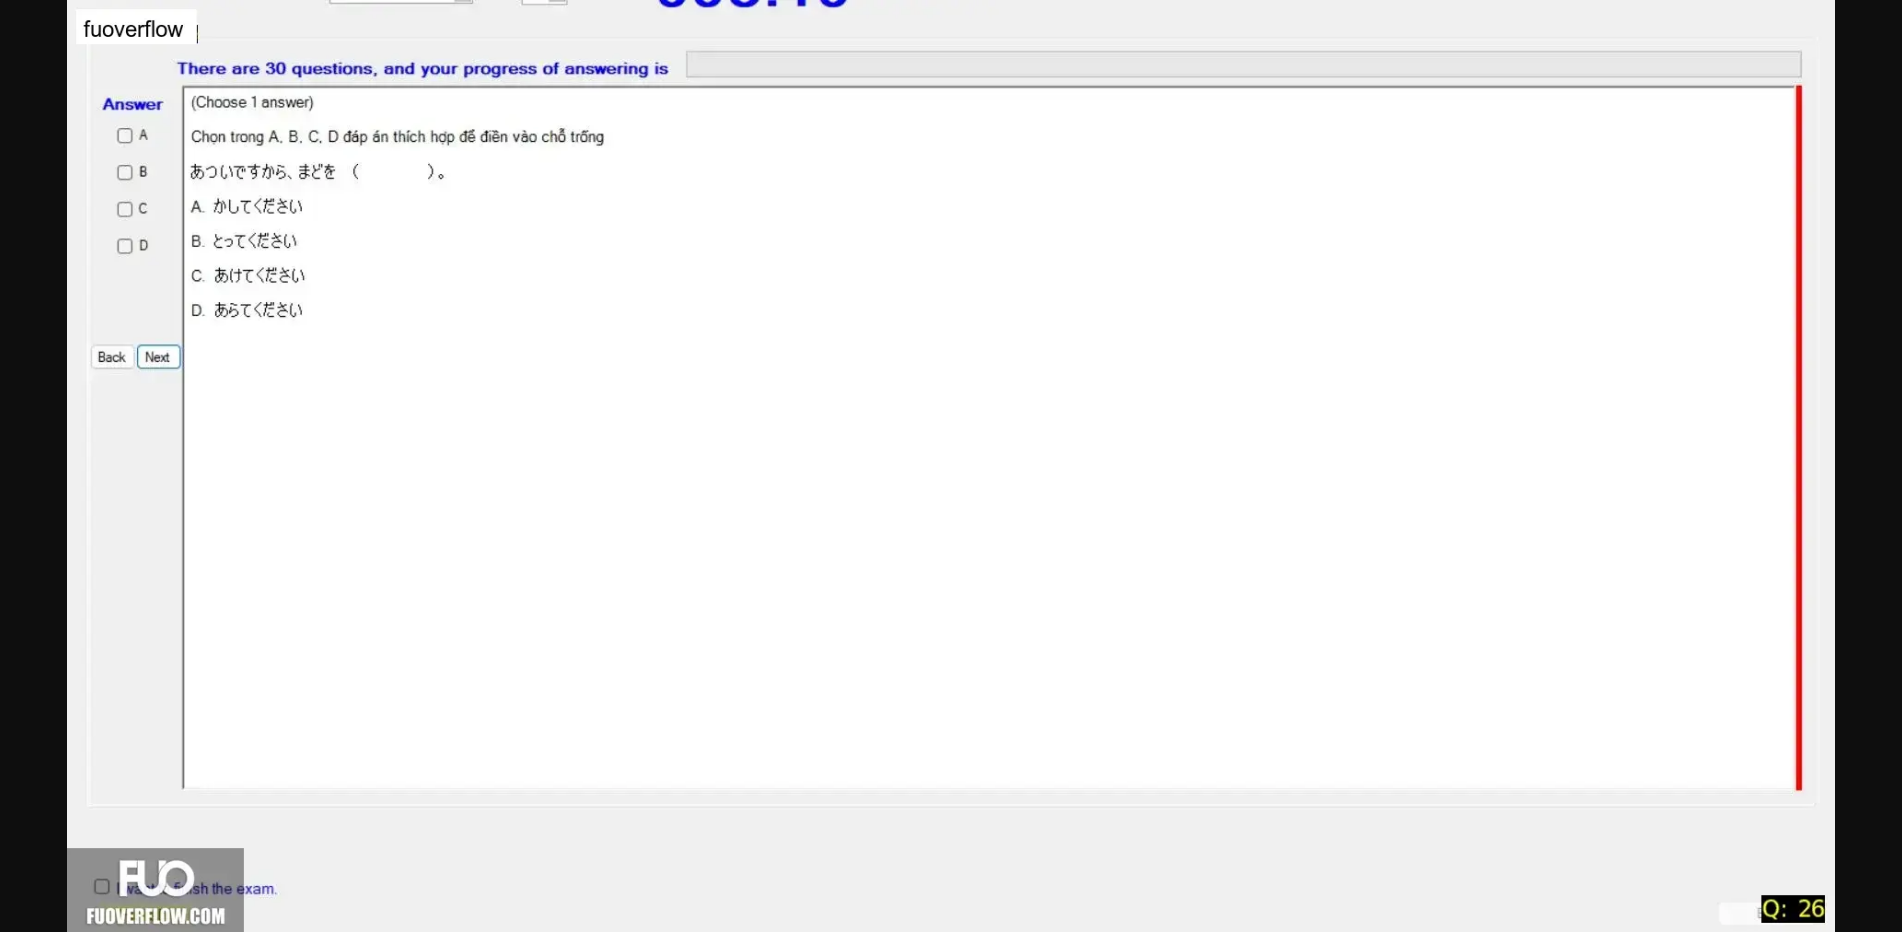 fuoverflow
There are 30 questions, and your progress of answering is
Answer
(Choose 1 answer)
A
Chọn trong A, B, C, D đáp án thích hợp để điền vào chỗ trống
B
あついですから、まどを （　　　　）。
C
A. かしてください
D
B. とってください
C. あけてください
D. あらてください
Back Next
FUO
I want to finish the exam.
FUOVERFLOW.COM
Q: 26